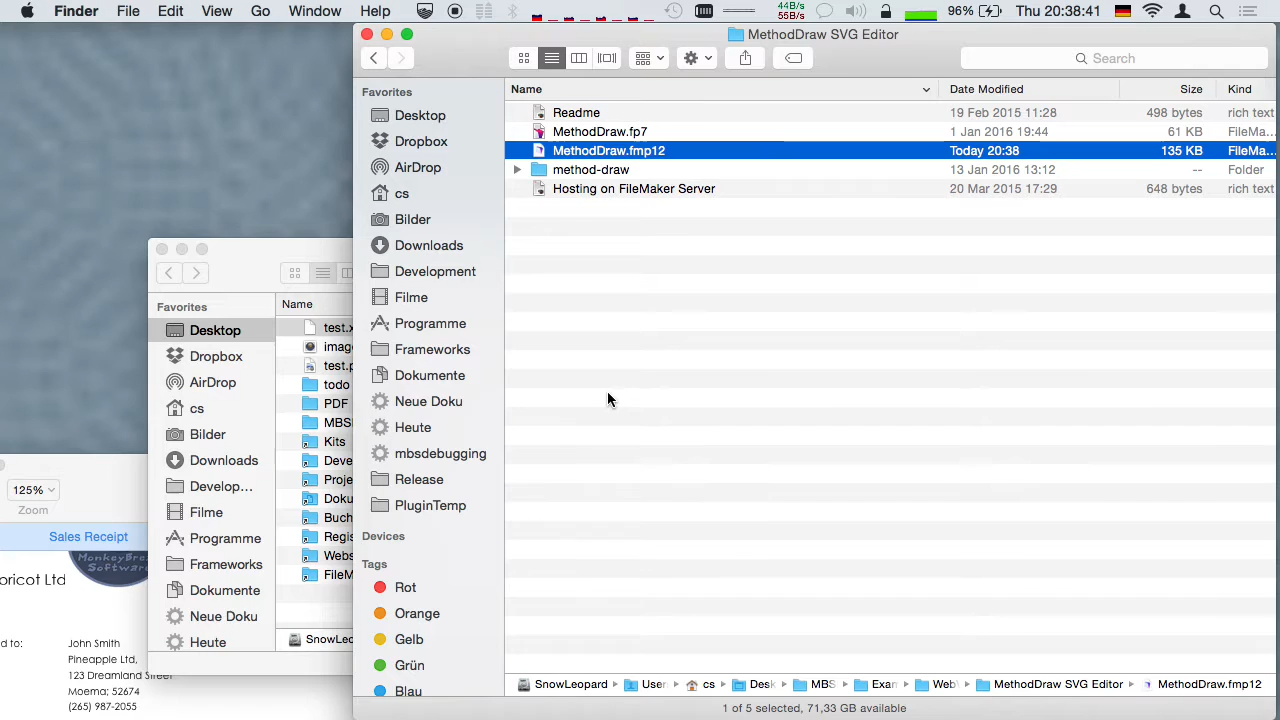 Finder File Edit View Go Window Help 44B/s 55B/s 96% Thu 20:38:41
MethodDraw SVG Editor
Search
Favorites
Desktop
Dropbox
AirDrop
cs
Bilder
Downloads
Development
Filme
Programme
Frameworks
Dokumente
Neue Doku
Heute
mbsdebugging
Release
PluginTemp
Devices
Tags
Rot
Orange
Gelb
Grün
Blau
Name Date Modified Size Kind
Readme 19 Feb 2015 11:28 498 bytes rich text
MethodDraw.fp7 1 Jan 2016 19:44 61 KB FileMa...
MethodDraw.fmp12 Today 20:38 135 KB FileMa...
method-draw 13 Jan 2016 13:12 -- Folder
Hosting on FileMaker Server 20 Mar 2015 17:29 648 bytes rich text
SnowLeopard User cs Desk MBS Exar Web MethodDraw SVG Editor MethodDraw.fmp12
1 of 5 selected, 71,33 GB available
Favorites
Desktop
Dropbox
AirDrop
cs
Bilder
Downloads
Develop...
Filme
Programme
Frameworks
Dokumente
Neue Doku
Heute
Name
test.x
imag
test.p
todo
PDF
MBS
Kits
Deve
Proje
Doku
Buch
Regis
Webs
FileM
SnowLeo
125%
Zoom
Sales Receipt
MonkeyBre
Software
pricot Ltd
d to:
John Smith
Pineapple Ltd,
123 Dreamland Street
Moema; 52674
(265) 987-2055